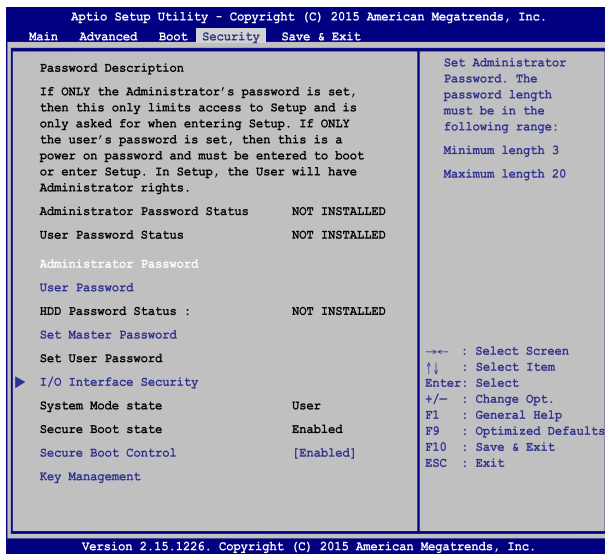 Aptio Setup Utility - Copyright (C) 2015 American Megatrends, Inc.
Main Advanced Boot Security Save & Exit
Password Description
If ONLY the Administrator's password is set,
then this only limits access to Setup and is
only asked for when entering Setup. If ONLY
the user's password is set, then this is a
power on password and must be entered to boot
or enter Setup. In Setup, the User will have
Administrator rights.
Administrator Password Status NOT INSTALLED
User Password Status NOT INSTALLED
Administrator Password
User Password
HDD Password Status : NOT INSTALLED
Set Master Password
Set User Password
I/O Interface Security
System Mode state User
Secure Boot state Enabled
Secure Boot Control [Enabled]
Key Management
Set Administrator
Password. The
password length
must be in the
following range:
Minimum length 3
Maximum length 20
→← : Select Screen
↑↓ : Select Item
Enter: Select
+/— : Change Opt.
F1 : General Help
F9 : Optimized Defaults
F10 : Save & Exit
ESC : Exit
Version 2.15.1226. Copyright (C) 2015 American Megatrends, Inc.